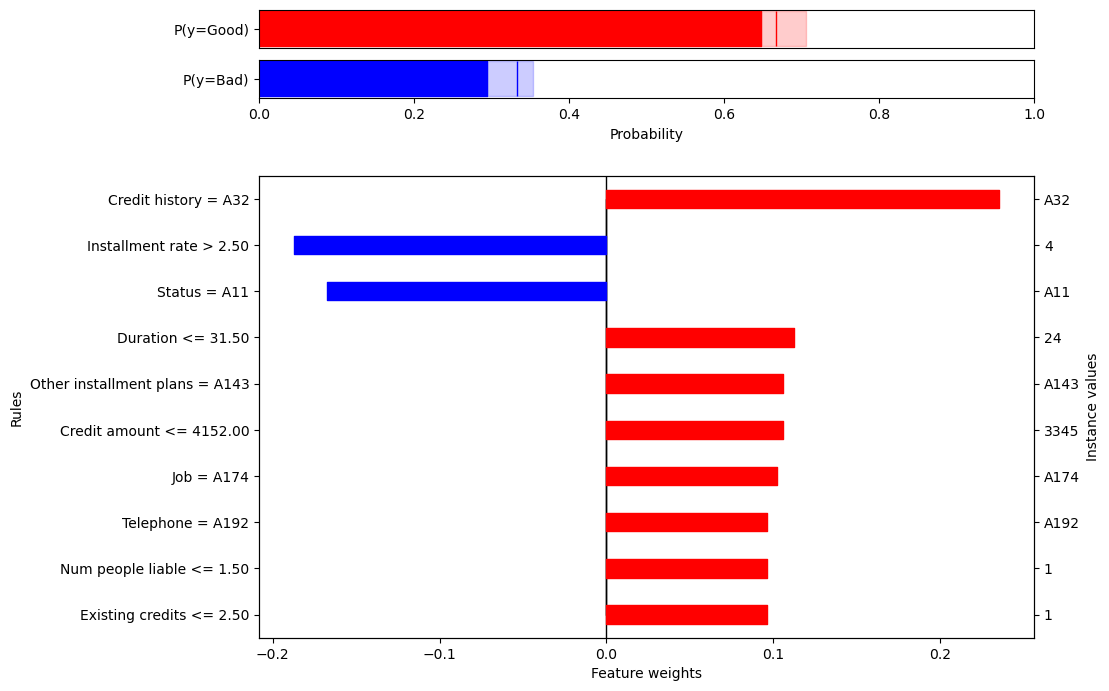 P(y=Good)
P(y=Bad)
0.0 0.2 0.4 0.6 0.8 1.0
Probability
Rules
Credit history = A32 A32
Installment rate > 2.50 4
Status = A11 A11
Duration <= 31.50 24
Other installment plans = A143 A143
Credit amount <= 4152.00 3345
Job = A174 A174
Telephone = A192 A192
Num people liable <= 1.50 1
Existing credits <= 2.50 1
Instance values
−0.2 −0.1 0.0 0.1 0.2
Feature weights